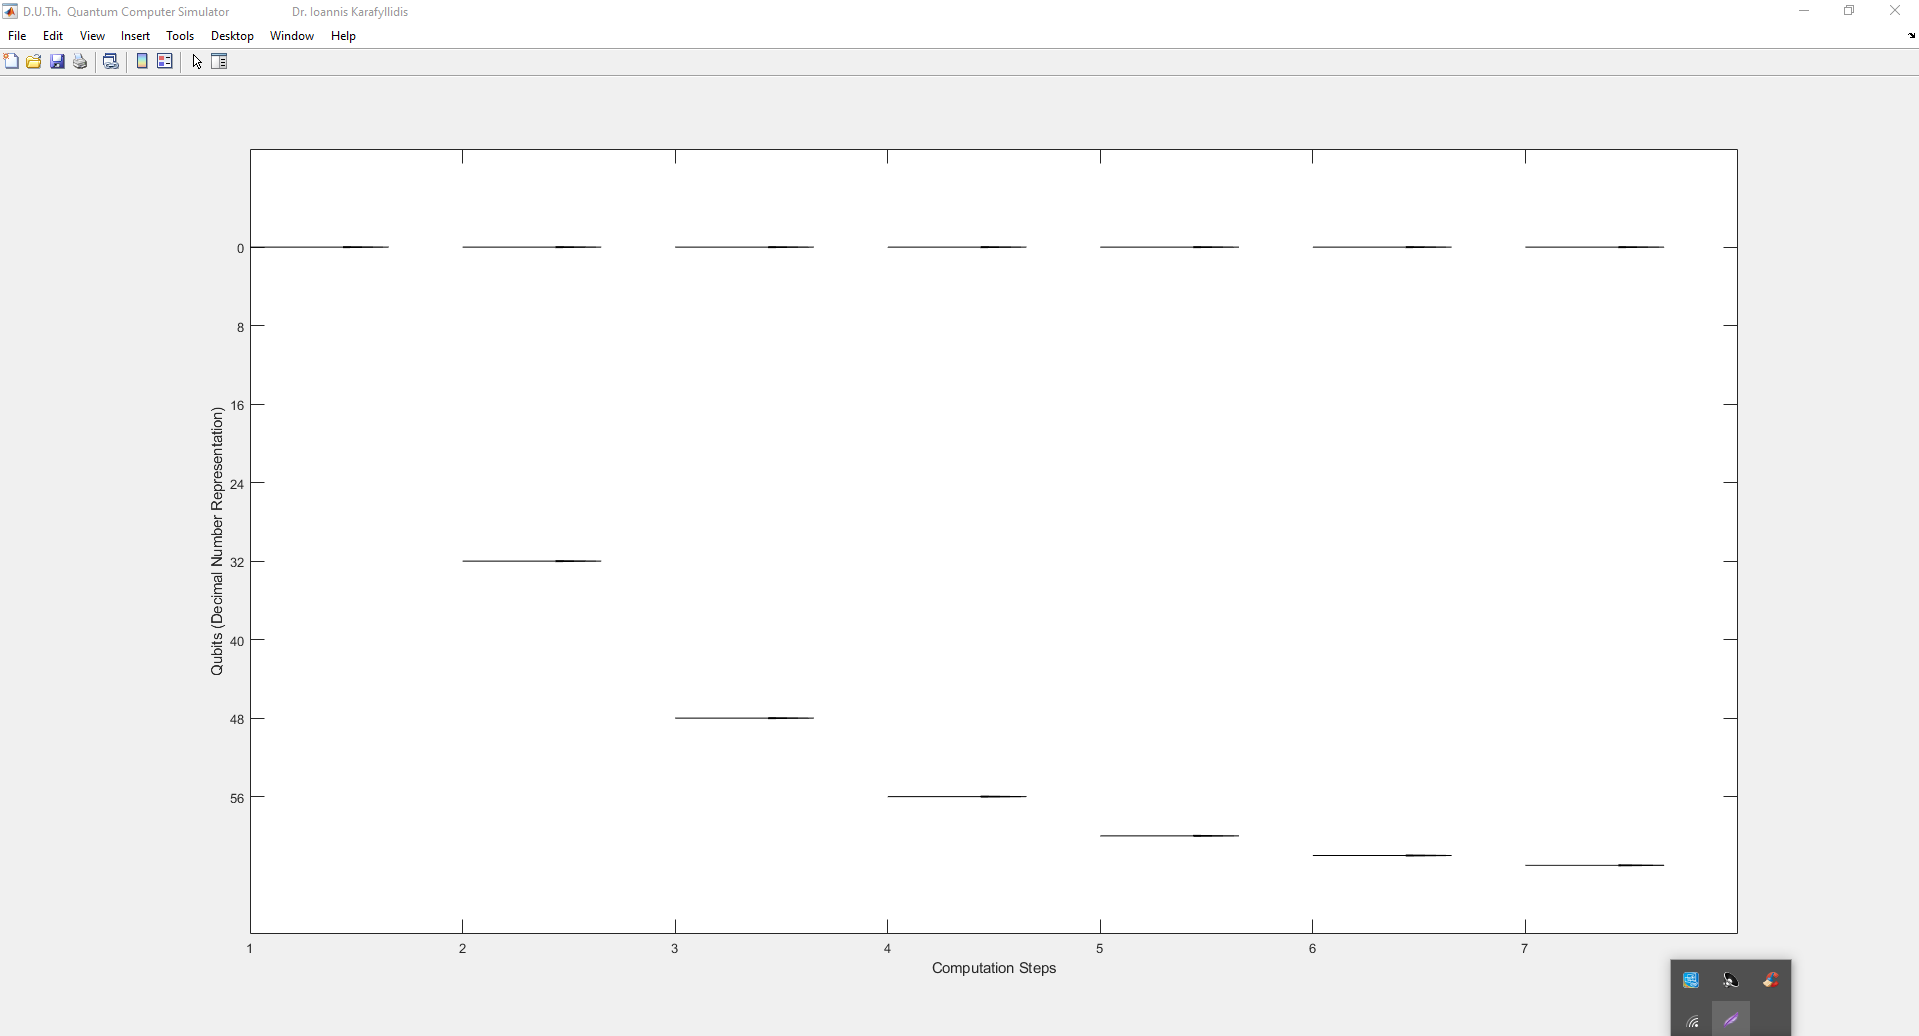 D.U.Th. Quantum Computer Simulator Dr. Ioannis Karafyllidis
File Edit View Insert Tools Desktop Window Help
0
8
16
24
32
40
48
56
Qubits (Decimal Number Representation)
1 2 3 4 5 6 7
Computation Steps